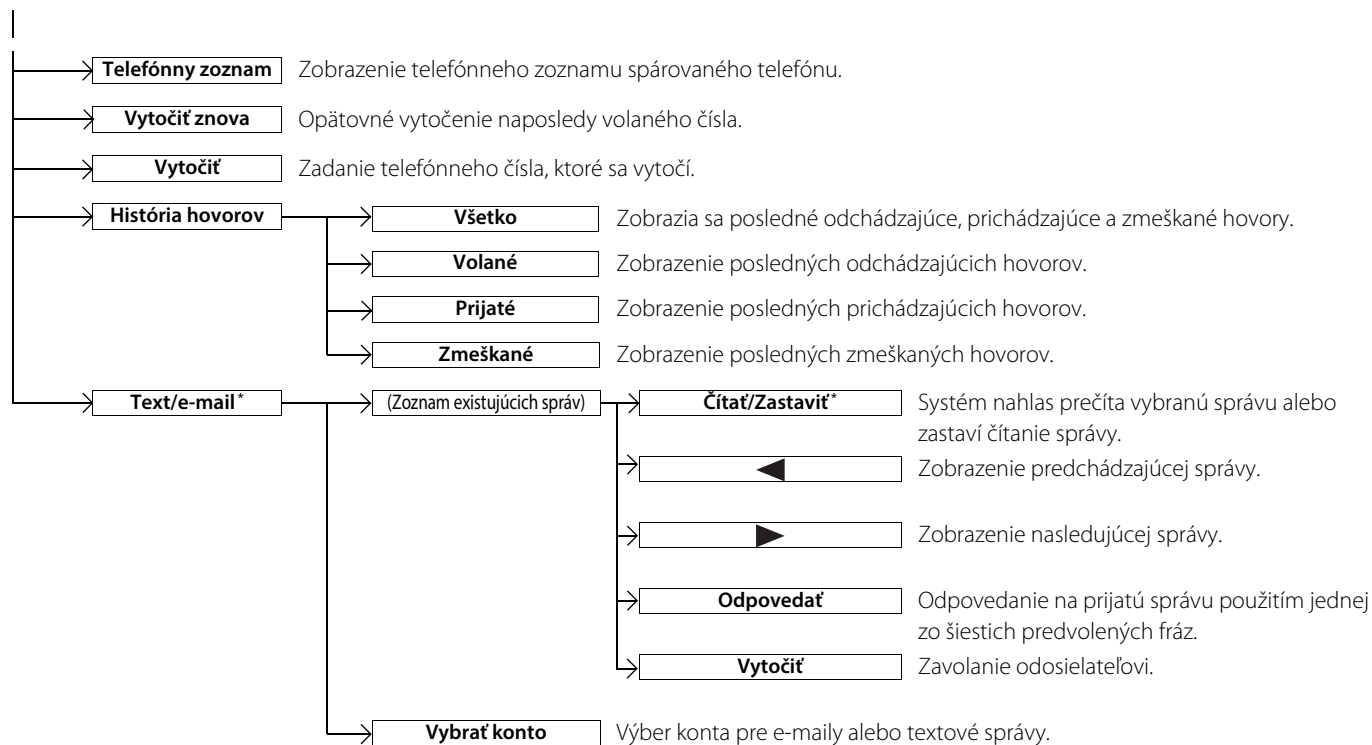 Telefónny zoznam Zobrazenie telefónneho zoznamu spárovaného telefónu.
Vytočiť znova Opätovné vytočenie naposledy volaného čísla.
Vytočiť Zadanie telefónneho čísla, ktoré sa vytočí.
História hovorov Všetko Zobrazia sa posledné odchádzajúce, prichádzajúce a zmeškané hovory.
Volané Zobrazenie posledných odchádzajúcich hovorov.
Prijaté Zobrazenie posledných prichádzajúcich hovorov.
Zmeškané Zobrazenie posledných zmeškaných hovorov.
Text/e-mail* (Zoznam existujúcich správ) Čítať/Zastaviť* Systém nahlas prečíta vybranú správu alebo
zastaví čítanie správy.
Zobrazenie predchádzajúcej správy.
Zobrazenie nasledujúcej správy.
Odpovedať Odpovedanie na prijatú správu použitím jednej
zo šiestich predvolených fráz.
Vytočiť Zavolanie odosielateľovi.
Vybrať konto Výber konta pre e-maily alebo textové správy.